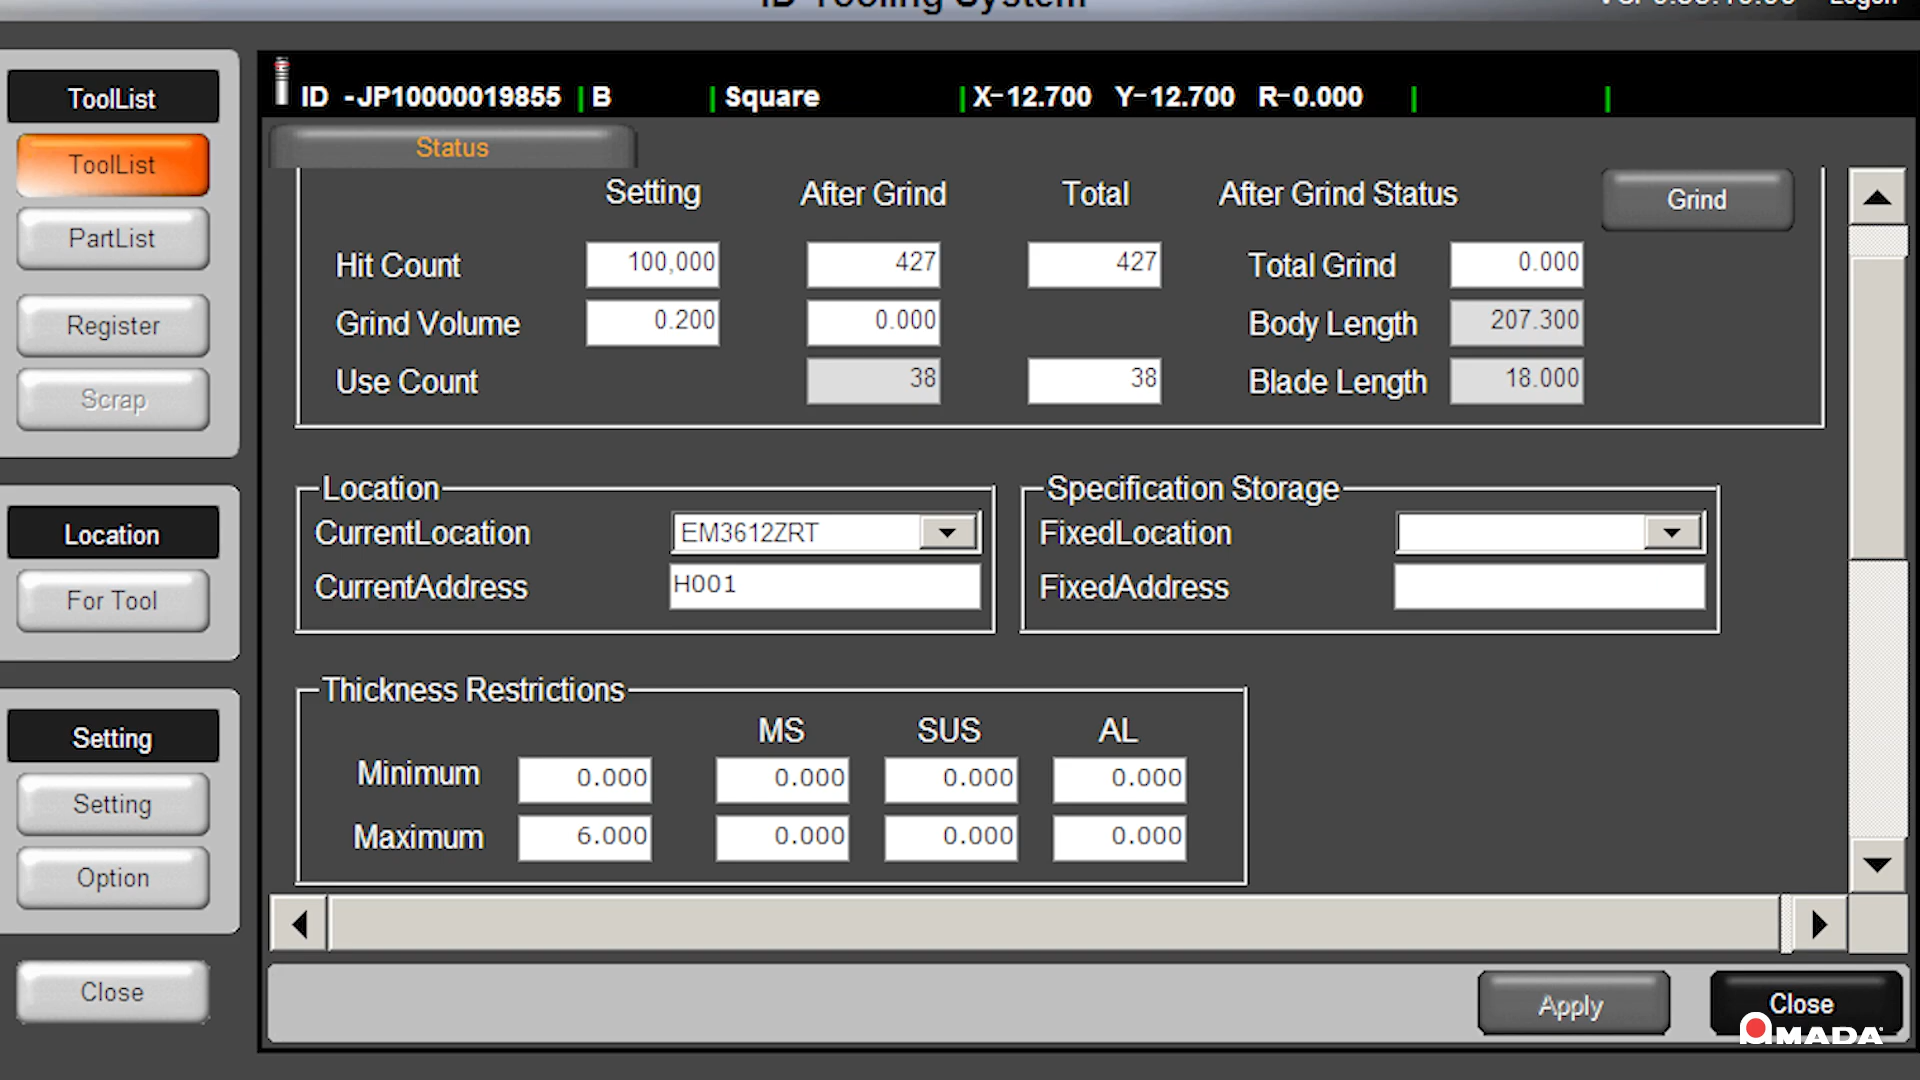 ID Tooling System
ToolList
ToolList
PartList
Register
Scrap
Location
For Tool
Setting
Setting
Option
Close
ID -JP10000019855 | B | Square | X-12.700 Y-12.700 R-0.000 | |
Status
Setting After Grind Total After Grind Status Grind
Hit Count 100,000 427 427 Total Grind 0.000
Grind Volume 0.200 0.000 Body Length 207.300
Use Count 38 38 Blade Length 18.000
Location
CurrentLocation EM3612ZRT
CurrentAddress H001
Specification Storage
FixedLocation
FixedAddress
Thickness Restrictions
MS SUS AL
Minimum 0.000 0.000 0.000 0.000
Maximum 6.000 0.000 0.000 0.000
Apply Close
AMADA